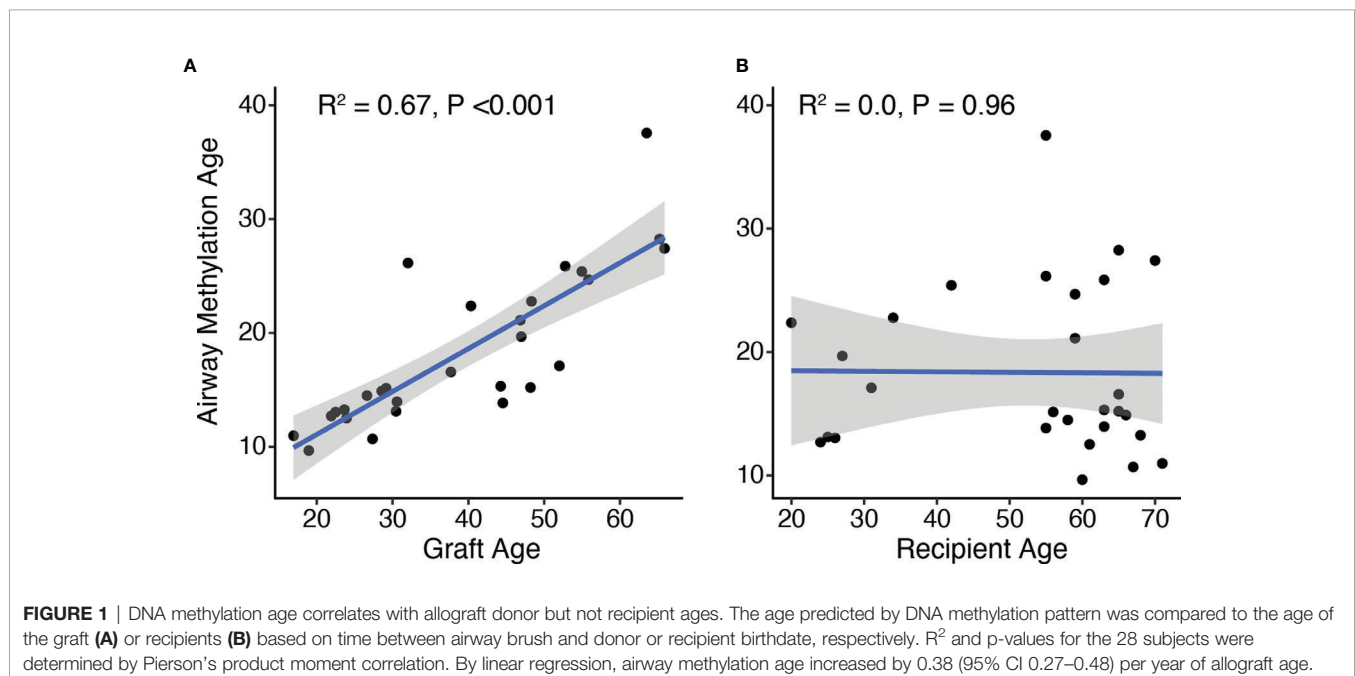 A
R² = 0.67, P <0.001
Airway Methylation Age
40
30
20
10
20 30 40 50 60
Graft Age
B
R² = 0.0, P = 0.96
40
30
20
10
20 30 40 50 60 70
Recipient Age
FIGURE 1 | DNA methylation age correlates with allograft donor but not recipient ages. The age predicted by DNA methylation pattern was compared to the age of
the graft (A) or recipients (B) based on time between airway brush and donor or recipient birthdate, respectively. R² and p-values for the 28 subjects were
determined by Pierson's product moment correlation. By linear regression, airway methylation age increased by 0.38 (95% CI 0.27–0.48) per year of allograft age.